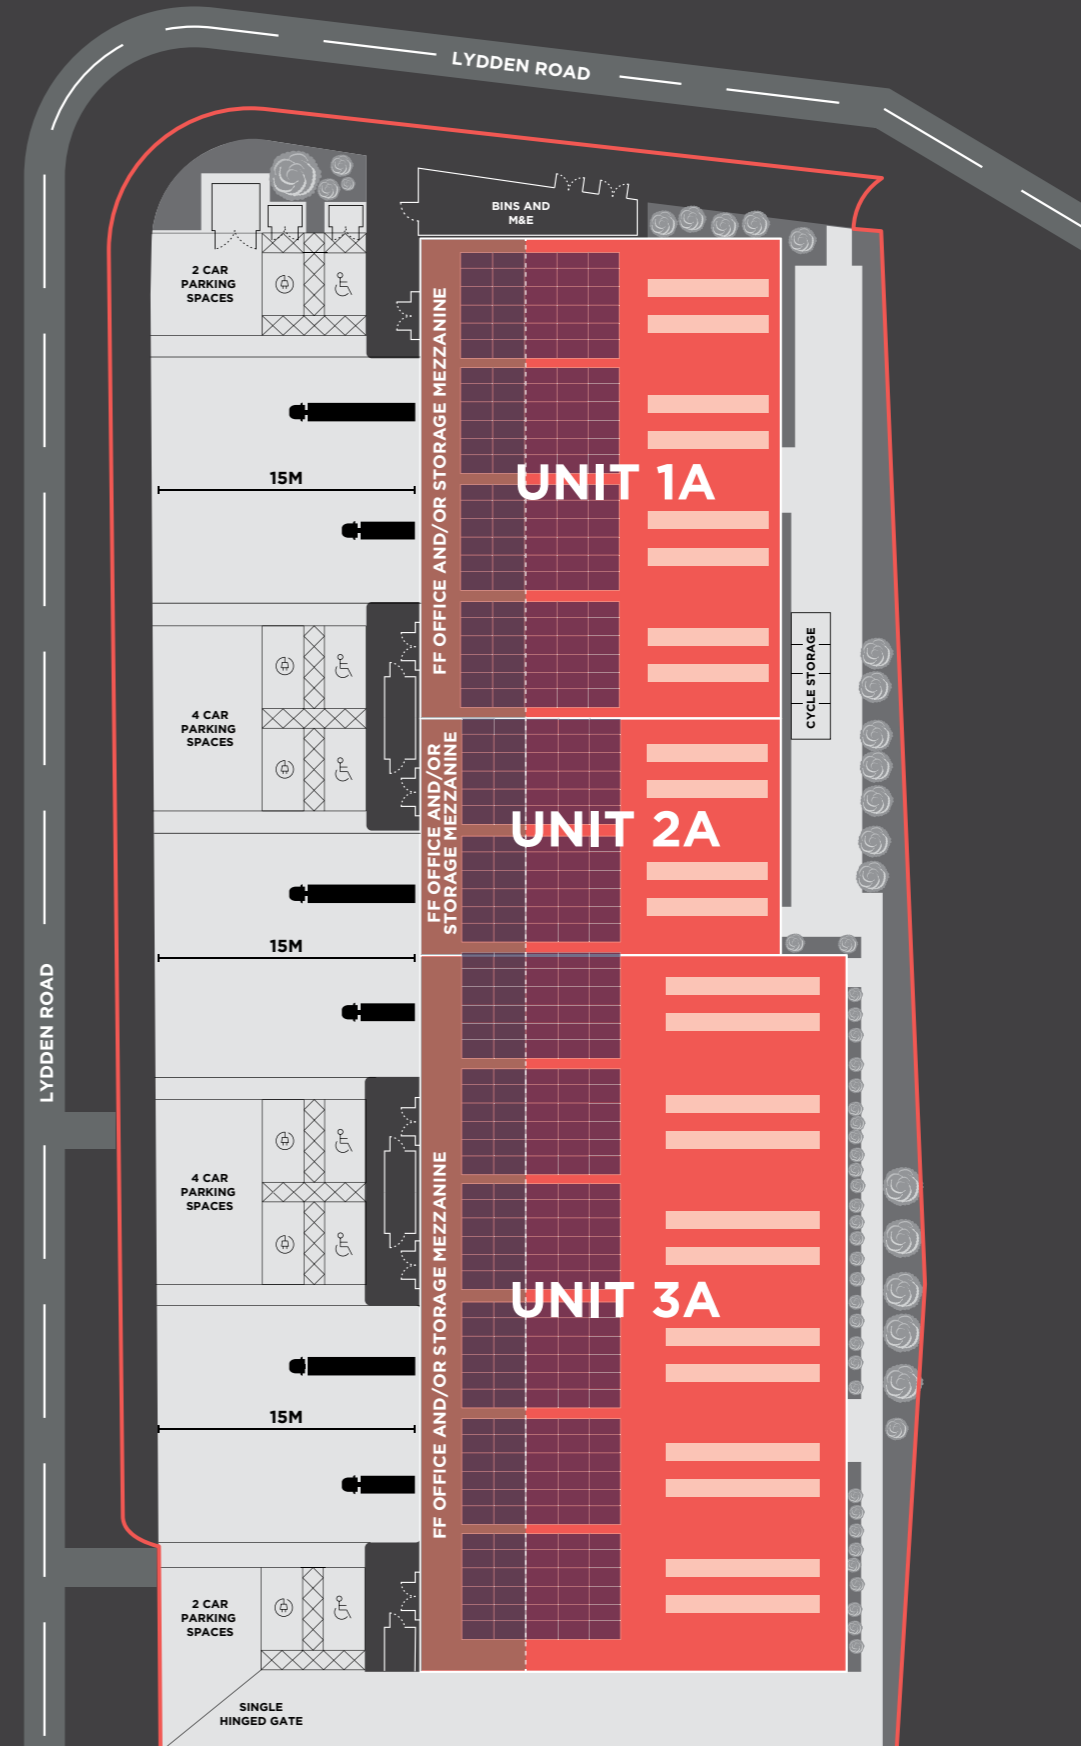 LYDDEN ROAD
BINS AND
M&E
2 CAR
PARKING
SPACES
FF OFFICE AND/OR STORAGE MEZZANINE
15M
UNIT 1A
CYCLE STORAGE
4 CAR
PARKING
SPACES
FF OFFICE AND/OR
STORAGE MEZZANINE
UNIT 2A
15M
LYDDEN ROAD
4 CAR
PARKING
SPACES
FF OFFICE AND/OR STORAGE MEZZANINE
UNIT 3A
15M
2 CAR
PARKING
SPACES
SINGLE
HINGED GATE